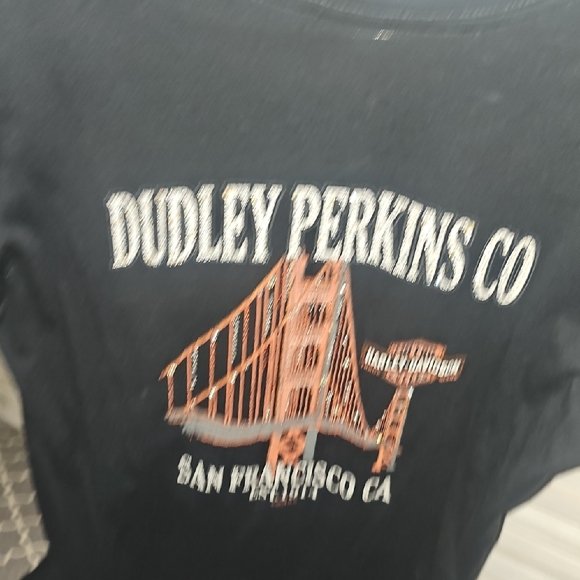 DUDLEY PERKINS CO
HARLEY-DAVIDSON
SAN FRANCISCO CA